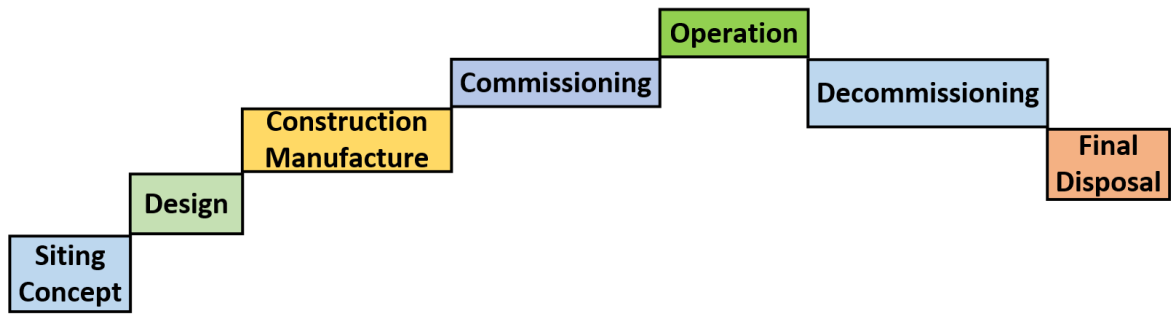 Siting
Concept
Design
Construction
Manufacture
Commissioning
Operation
Decommissioning
Final
Disposal